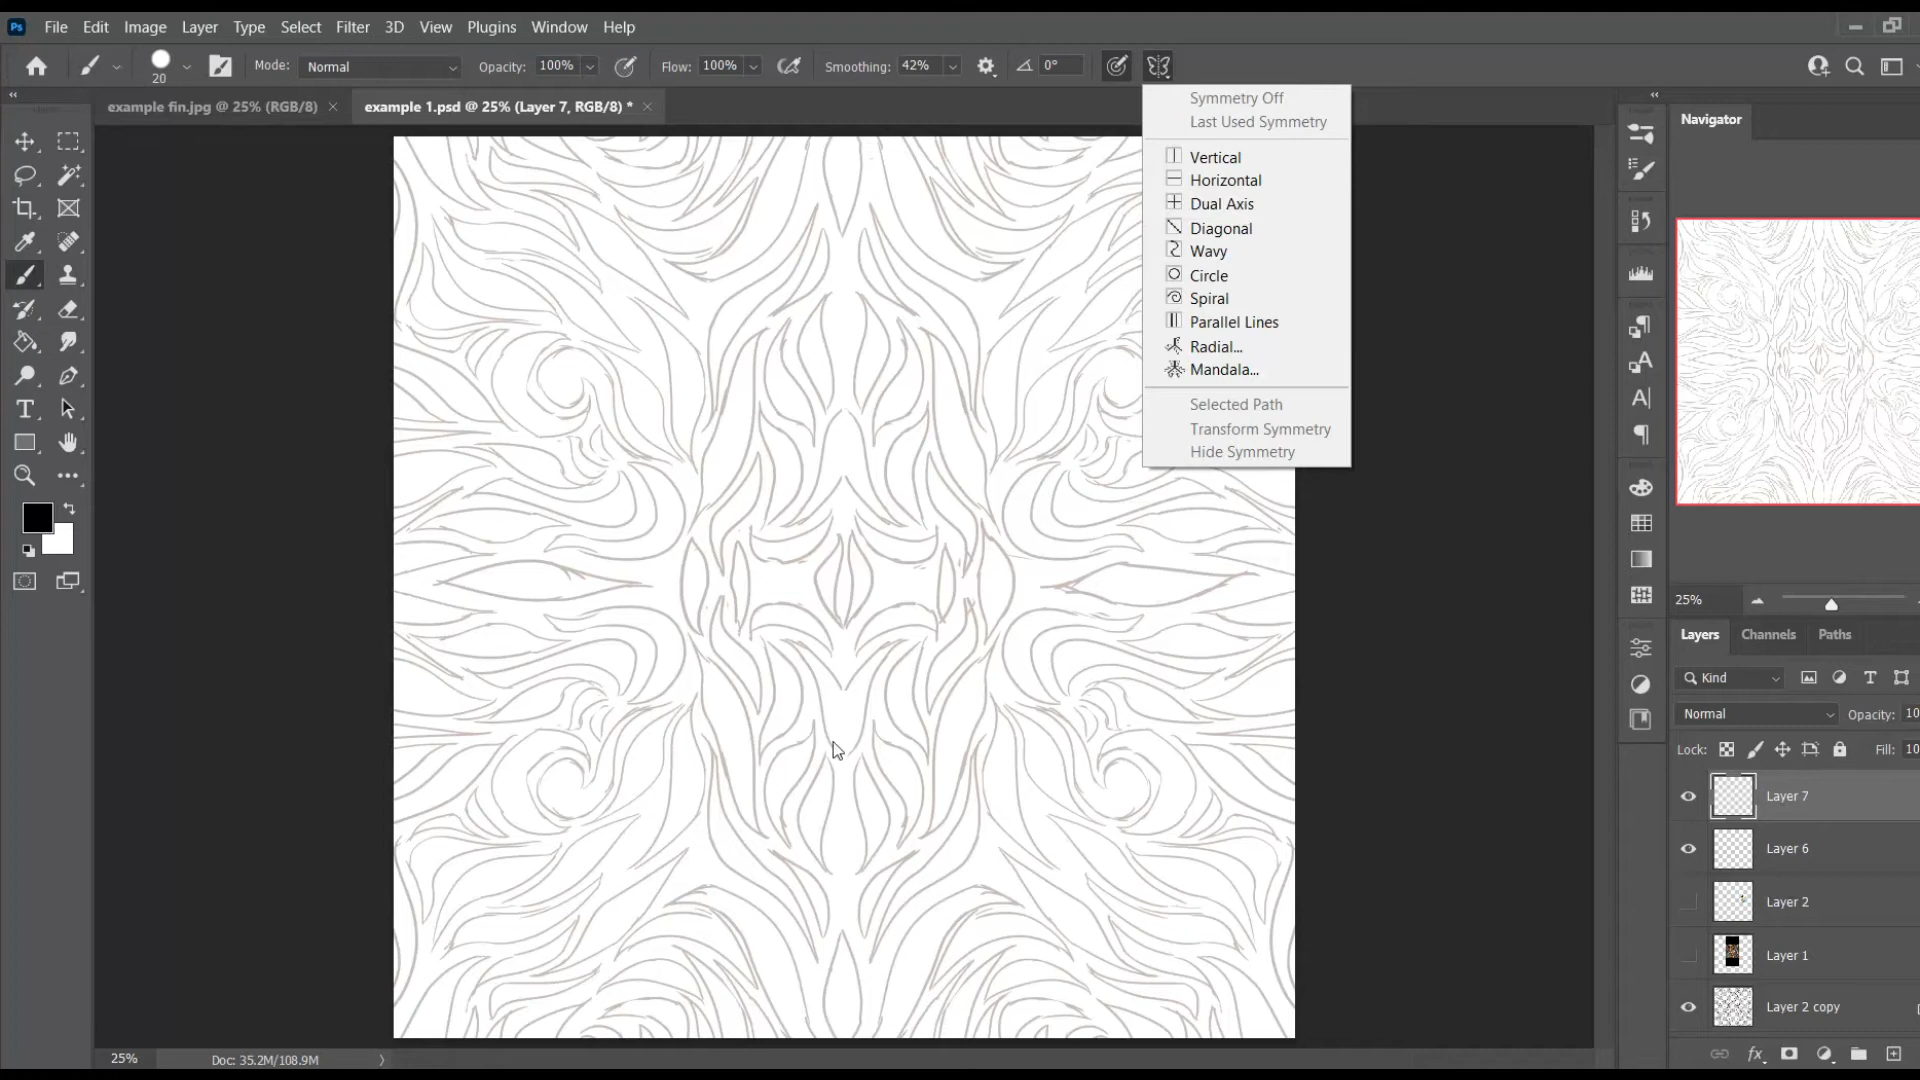 Ps File Edit Image Layer Type Select Filter 3D View Plugins Window Help
20 Mode: Normal Opacity: 100% Flow: 100% Smoothing: 42% 0°
example fin.jpg @ 25% (RGB/8) × example 1.psd @ 25% (Layer 7, RGB/8) * ×
Symmetry Off
Last Used Symmetry
Vertical
Horizontal
Dual Axis
Diagonal
Wavy
Circle
Spiral
Parallel Lines
Radial...
Mandala...
Selected Path
Transform Symmetry
Hide Symmetry
Navigator
25%
Layers Channels Paths
Kind
Normal Opacity: 10
Lock: Fill: 10
Layer 7
Layer 6
Layer 2
Layer 1
Layer 2 copy
fx
25% Doc: 35.2M/108.9M